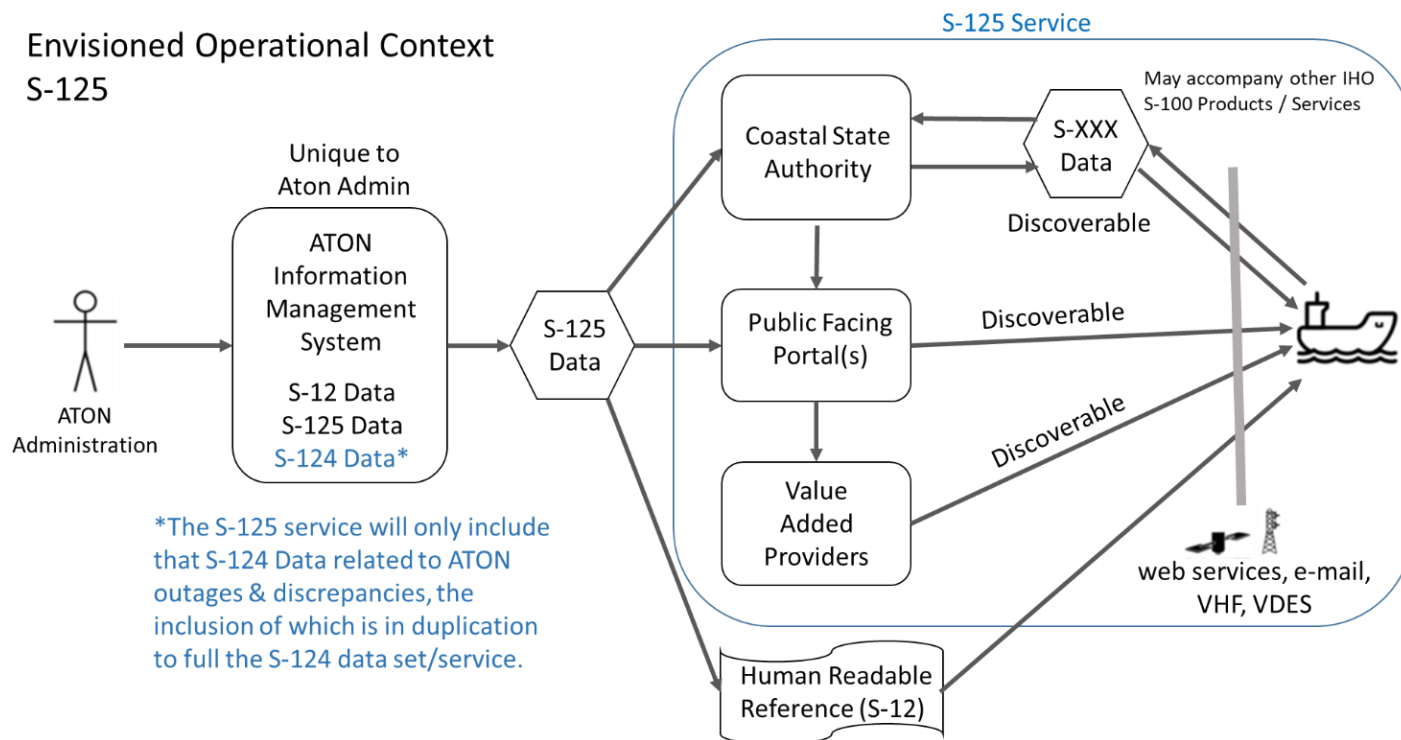 Envisioned Operational Context
S-125
S-125 Service
Unique to
Aton Admin
ATON
Information
Management
System
S-12 Data
S-125 Data
S-124 Data*
ATON
Administration
S-125
Data
Coastal State
Authority
S-XXX
Data
Discoverable
May accompany other IHO
S-100 Products / Services
Public Facing
Portal(s)
Discoverable
Value
Added
Providers
Discoverable
web services, e-mail,
VHF, VDES
Human Readable
Reference (S-12)
*The S-125 service will only include
that S-124 Data related to ATON
outages & discrepancies, the
inclusion of which is in duplication
to full the S-124 data set/service.